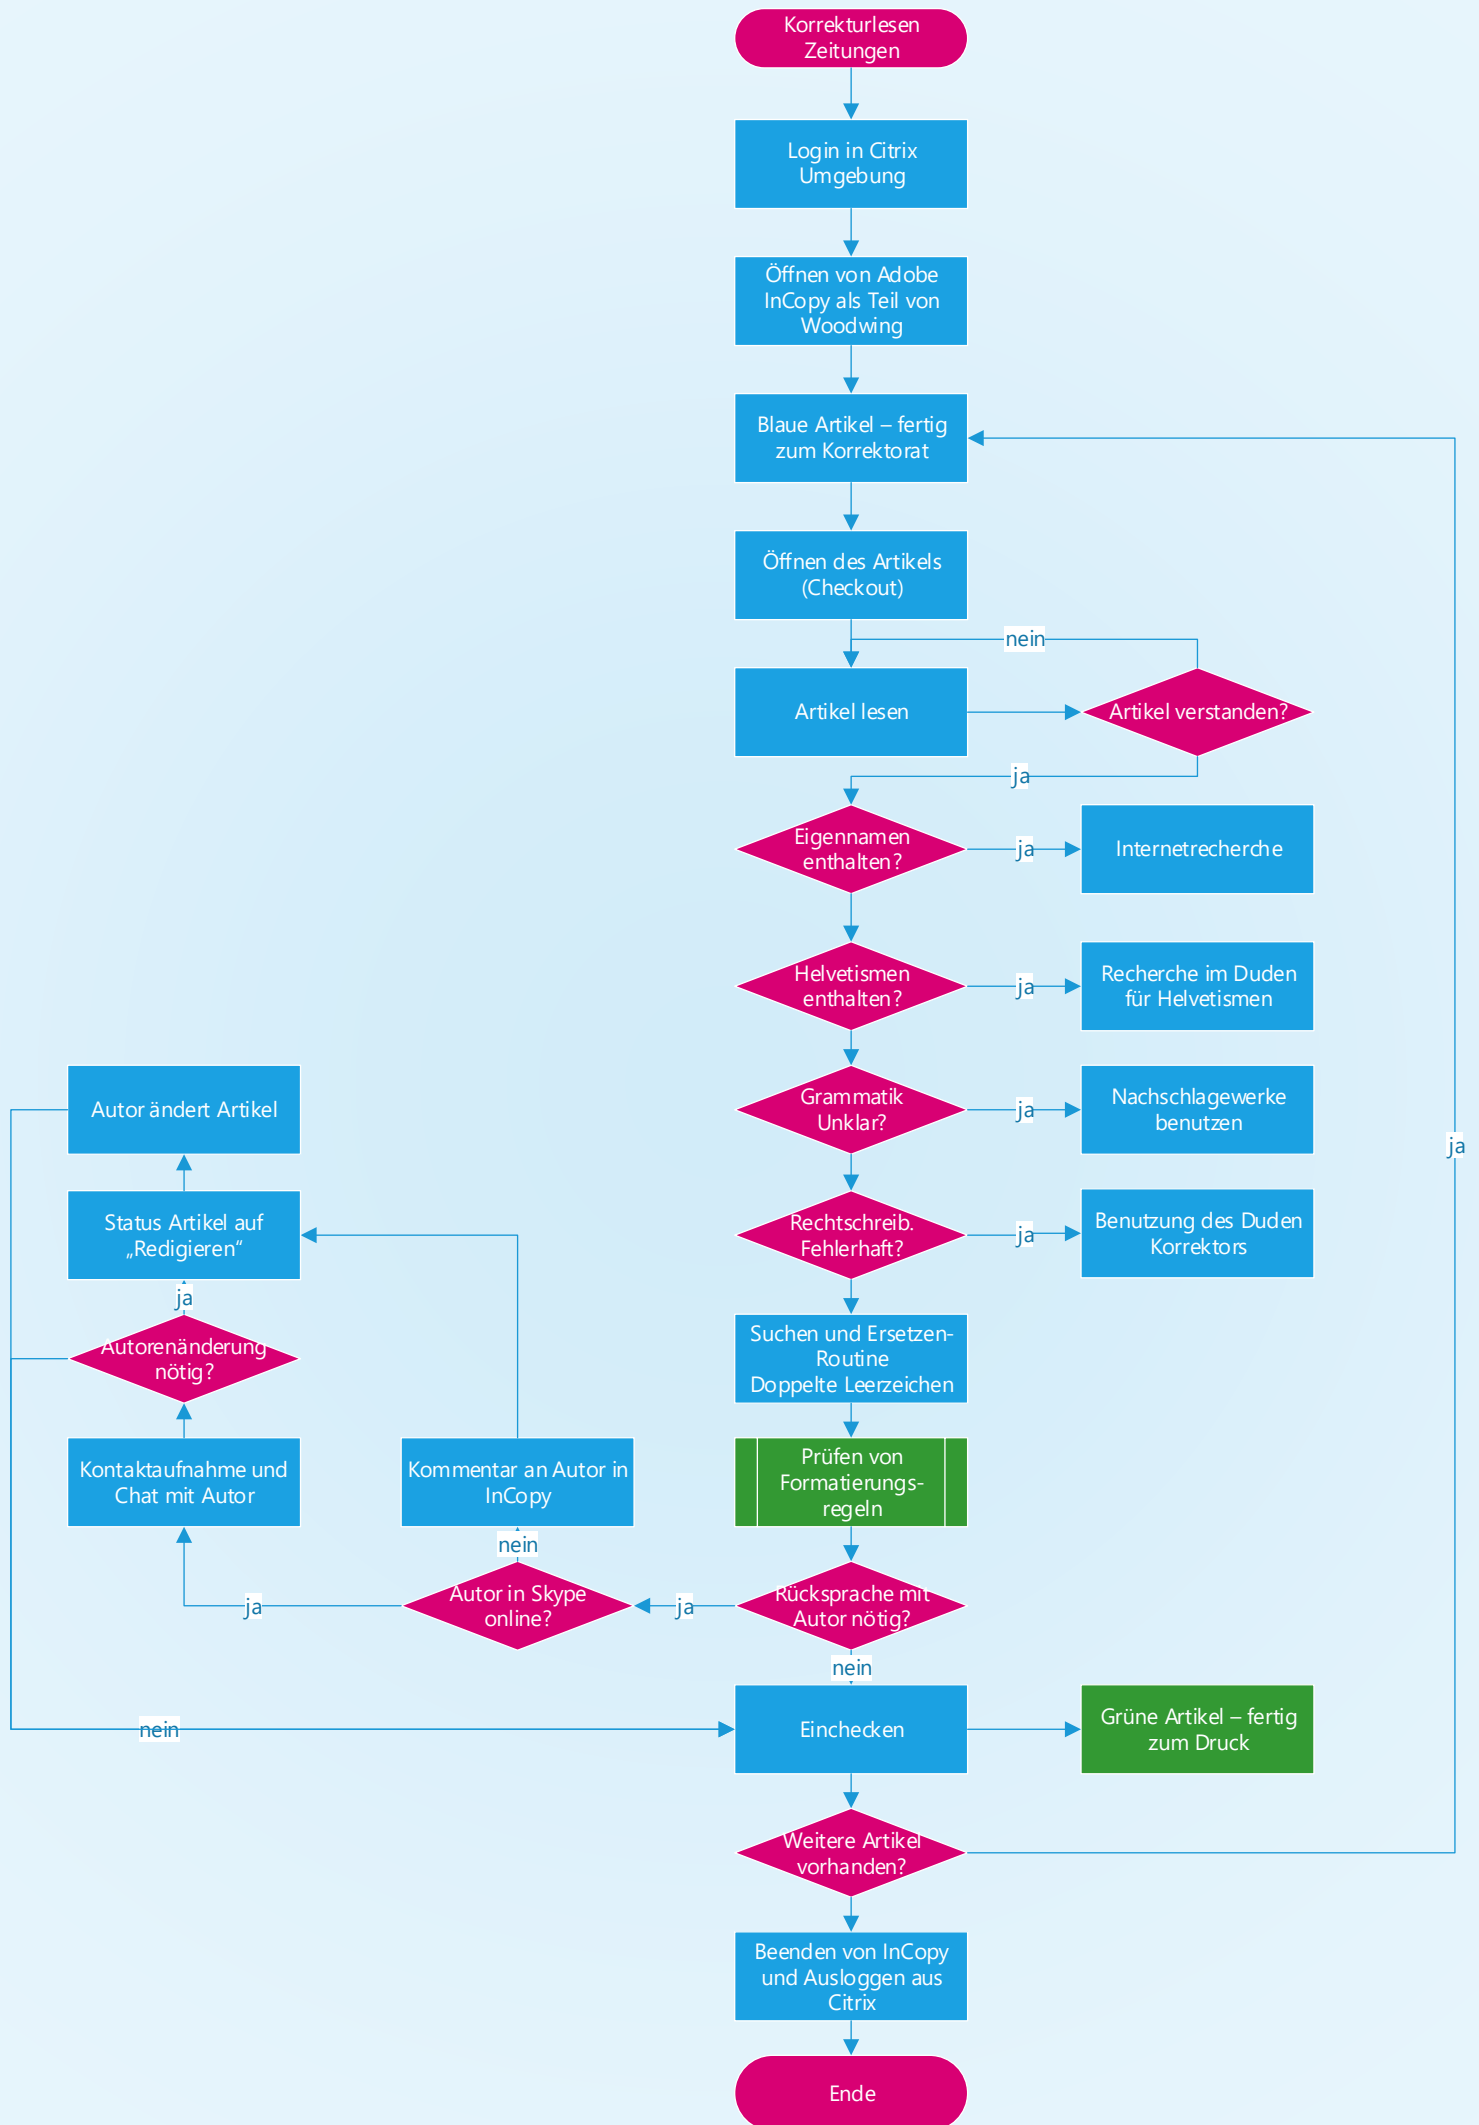 Korrekturlesen
Zeitungen
Login in Citrix
Umgebung
Öffnen von Adobe
InCopy als Teil von
Woodwing
Blaue Artikel – fertig
zum Korrektorat
Öffnen des Artikels
(Checkout)
nein
Artikel lesen
Artikel verstanden?
ja
Eigennamen
enthalten?
ja
Internetrecherche
Helvetismen
enthalten?
ja
Recherche im Duden
für Helvetismen
Autor ändert Artikel
Grammatik
Unklar?
ja
Nachschlagewerke
benutzen
ja
Status Artikel auf
„Redigieren“
Rechtschreib.
Fehlerhaft?
ja
Benutzung des Duden
Korrektors
ja
Autorenänderung
nötig?
Suchen und Ersetzen-
Routine
Doppelte Leerzeichen
Kontaktaufnahme und
Chat mit Autor
Kommentar an Autor in
InCopy
Prüfen von
Formatierungs-
regeln
nein
ja
Autor in Skype
online?
ja
Rücksprache mit
Autor nötig?
nein
nein
Einchecken
Grüne Artikel – fertig
zum Druck
Weitere Artikel
vorhanden?
Beenden von InCopy
und Ausloggen aus
Citrix
Ende